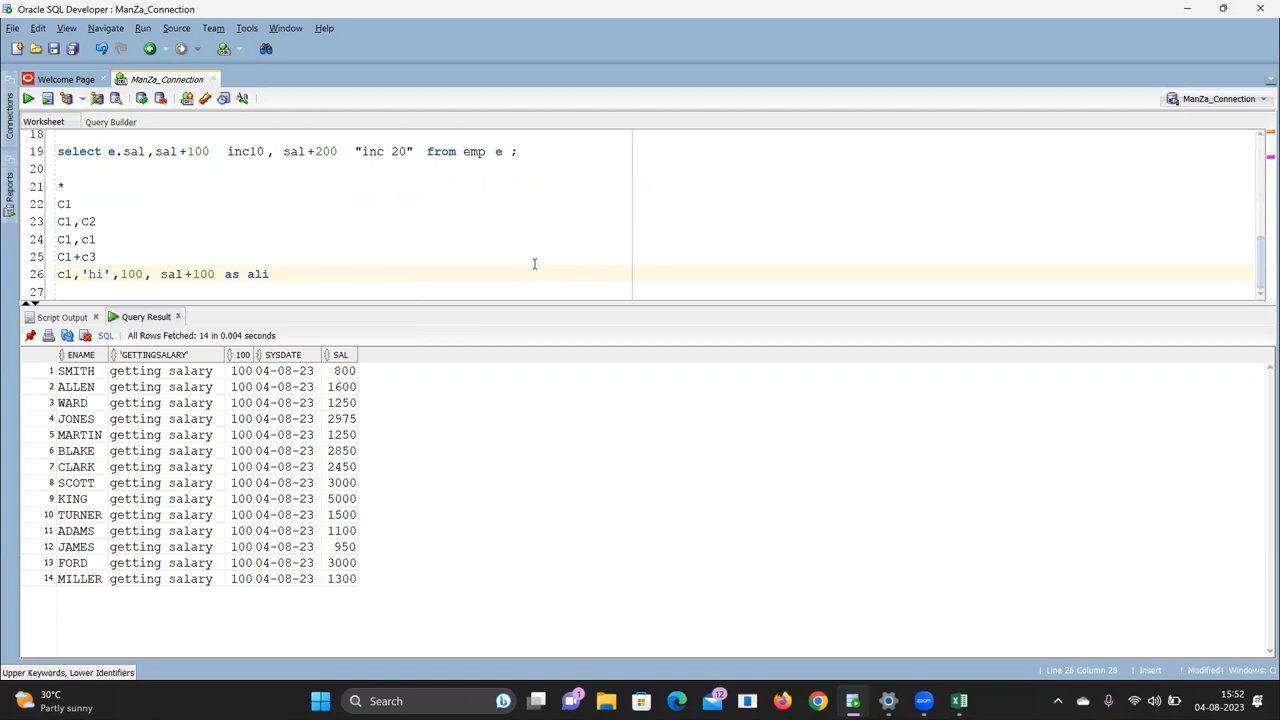 Oracle SQL Developer : ManZa_Connection
File Edit View Navigate Run Source Team Tools Window Help
Welcome Page ManZa_Connection
ManZa_Connection
Worksheet Query Builder
Connections
Reports
18
19 select e.sal,sal+100 inc10 , sal+200 "inc 20" from emp e ;
20
21 *
22 C1
23 C1,C2
24 C1,c1
25 C1+c3
26 c1,'hi',100, sal+100 as ali
27
Script Output Query Result
SQL All Rows Fetched: 14 in 0.004 seconds
ENAME 'GETTINGSALARY' 100 SYSDATE SAL
1 SMITH getting salary 100 04-08-23 800
2 ALLEN getting salary 100 04-08-23 1600
3 WARD getting salary 100 04-08-23 1250
4 JONES getting salary 100 04-08-23 2975
5 MARTIN getting salary 100 04-08-23 1250
6 BLAKE getting salary 100 04-08-23 2850
7 CLARK getting salary 100 04-08-23 2450
8 SCOTT getting salary 100 04-08-23 3000
9 KING getting salary 100 04-08-23 5000
10 TURNER getting salary 100 04-08-23 1500
11 ADAMS getting salary 100 04-08-23 1100
12 JAMES getting salary 100 04-08-23 950
13 FORD getting salary 100 04-08-23 3000
14 MILLER getting salary 100 04-08-23 1300
Upper Keywords, Lower Identifiers
Line 26 Column 28 Insert Modified Windows: C
30°C
Partly sunny
Search
1
12
zoom
15:52
04-08-2023